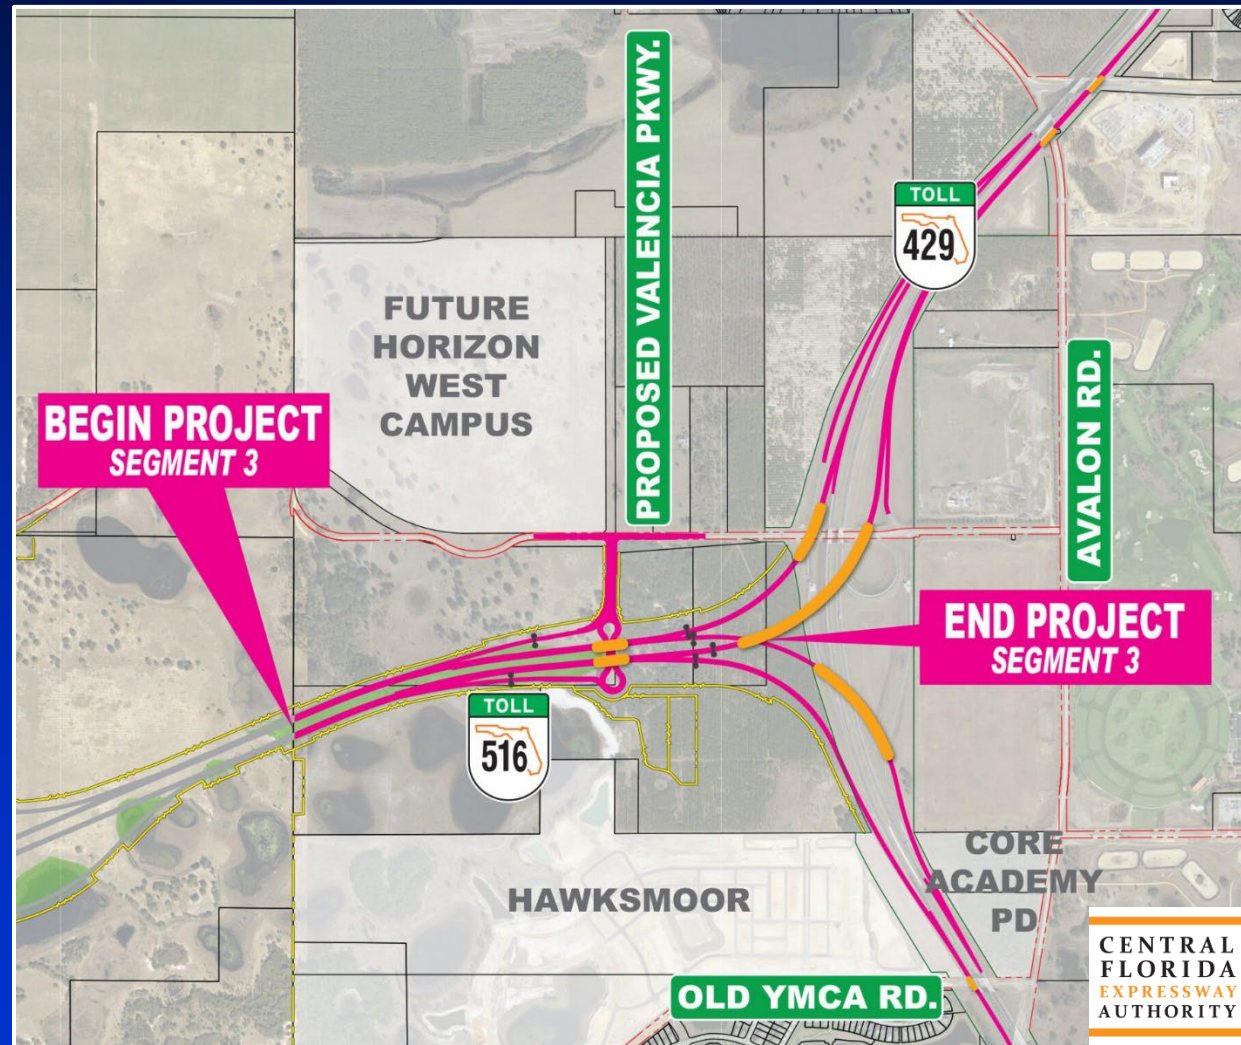 PROPOSED VALENCIA PKWY.
TOLL
429
FUTURE
HORIZON
WEST
CAMPUS
AVALON RD.
BEGIN PROJECT
SEGMENT 3
END PROJECT
SEGMENT 3
TOLL
516
CORE
ACADEMY
PD
HAWKSMOOR
OLD YMCA RD.
CENTRAL
FLORIDA
EXPRESSWAY
AUTHORITY